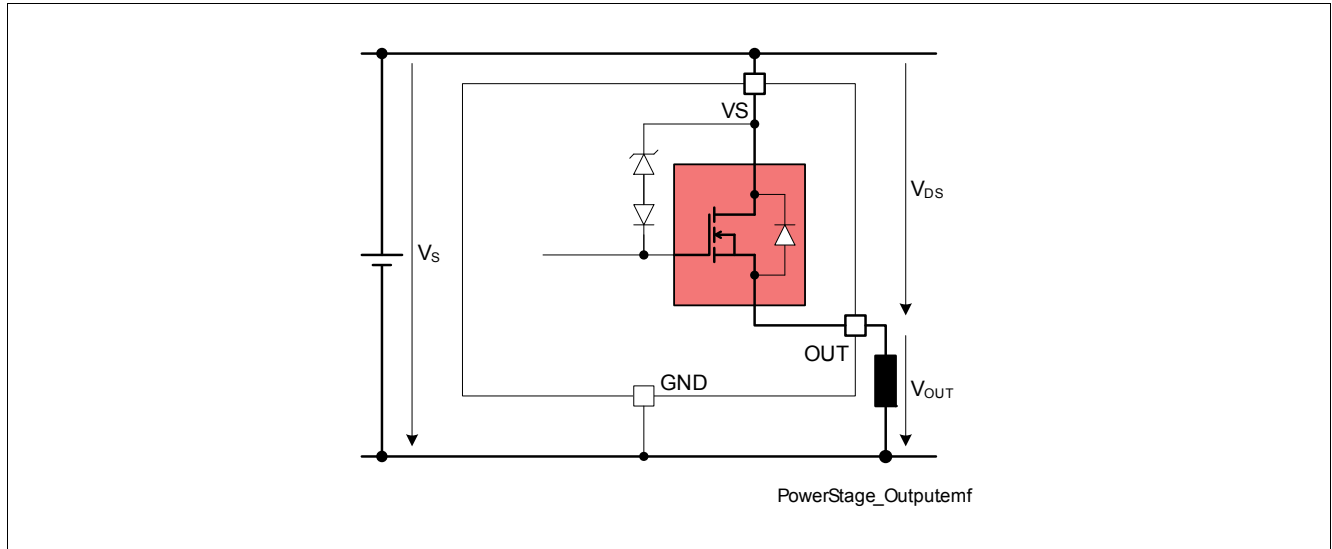 VS
V_DS
V_S
OUT
GND
V_OUT
PowerStage_Outputemf